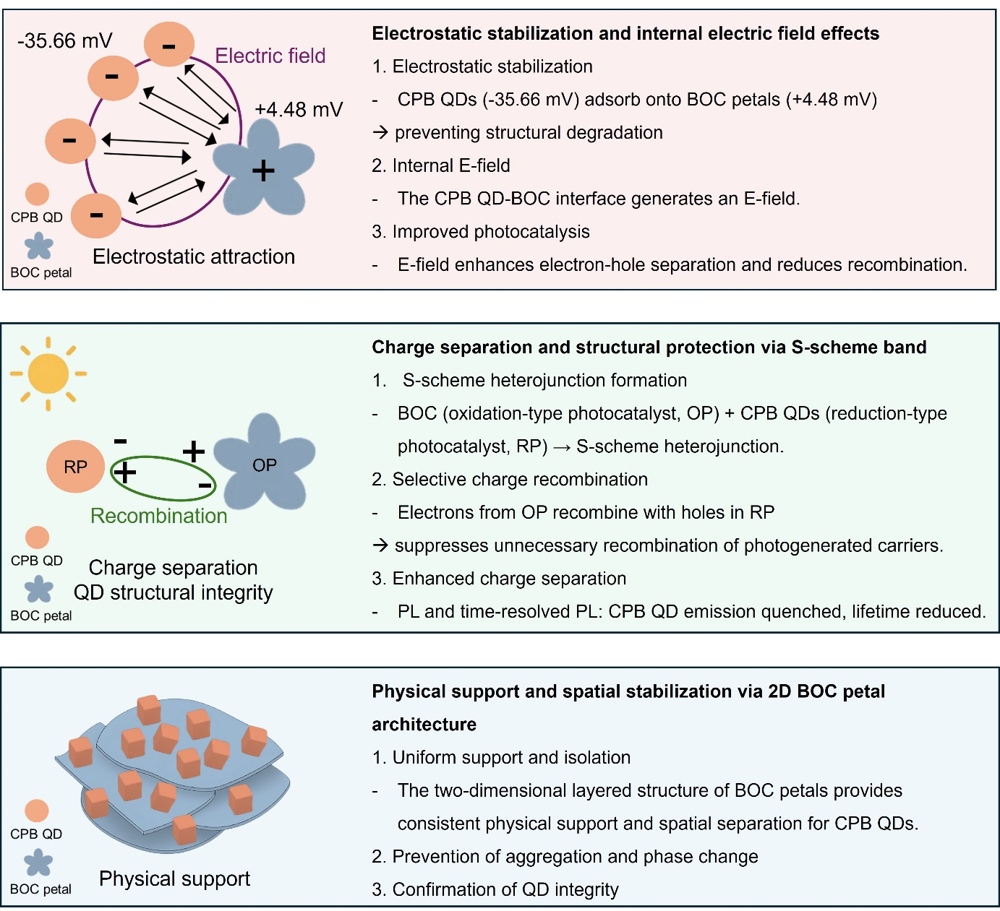 -35.66 mV
-
-
-
-
Electric field
+4.48 mV
+
CPB QD
BOC petal
Electrostatic attraction
Electrostatic stabilization and internal electric field effects
1. Electrostatic stabilization
- CPB QDs (-35.66 mV) adsorb onto BOC petals (+4.48 mV)
→ preventing structural degradation
2. Internal E-field
- The CPB QD-BOC interface generates an E-field.
3. Improved photocatalysis
- E-field enhances electron-hole separation and reduces recombination.
RP
-
+
+
-
OP
Recombination
CPB QD
BOC petal
Charge separation
QD structural integrity
Charge separation and structural protection via S-scheme band
1. S-scheme heterojunction formation
- BOC (oxidation-type photocatalyst, OP) + CPB QDs (reduction-type
photocatalyst, RP) → S-scheme heterojunction.
2. Selective charge recombination
- Electrons from OP recombine with holes in RP
→ suppresses unnecessary recombination of photogenerated carriers.
3. Enhanced charge separation
- PL and time-resolved PL: CPB QD emission quenched, lifetime reduced.
CPB QD
BOC petal
Physical support
Physical support and spatial stabilization via 2D BOC petal
architecture
1. Uniform support and isolation
- The two-dimensional layered structure of BOC petals provides
consistent physical support and spatial separation for CPB QDs.
2. Prevention of aggregation and phase change
3. Confirmation of QD integrity